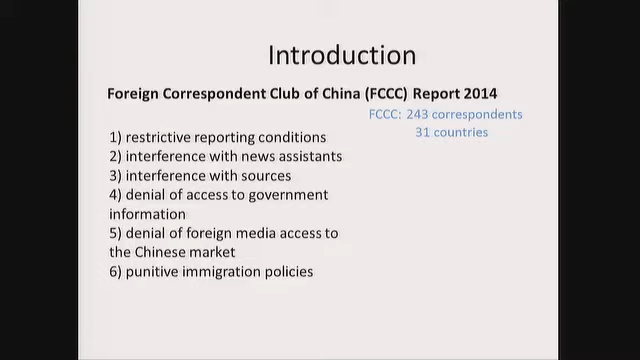 Introduction
Foreign Correspondent Club of China (FCCC) Report 2014
FCCC: 243 correspondents
31 countries
1) restrictive reporting conditions
2) interference with news assistants
3) interference with sources
4) denial of access to government
information
5) denial of foreign media access to
the Chinese market
6) punitive immigration policies